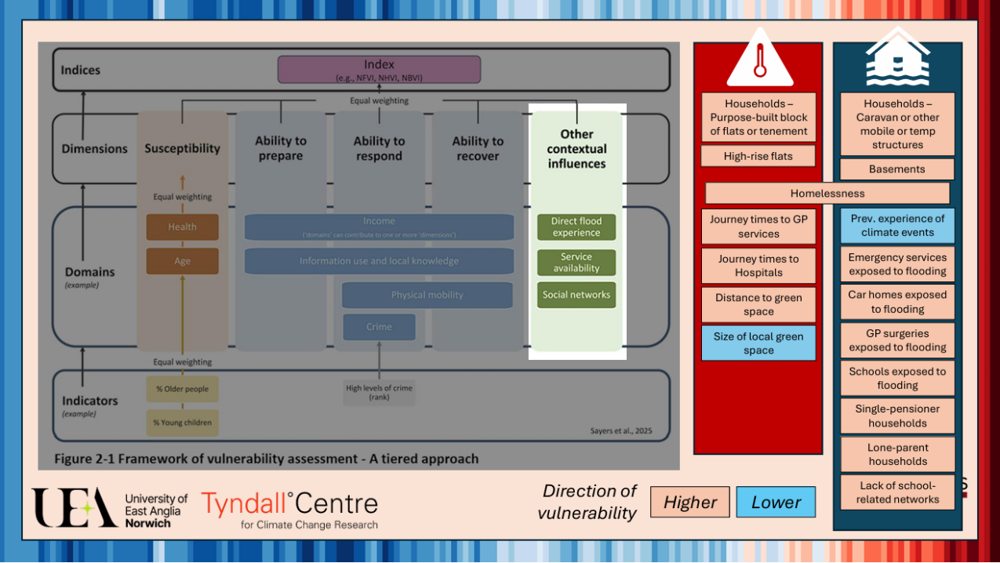 Indices
Index
(e.g., NFVI, NHVI, NBVI)
Equal weighting
Dimensions
Susceptibility
Ability to
prepare
Ability to
respond
Ability to
recover
Other
contextual
influences
Equal weighting
Domains
(example)
Health
Age
Income
('domains' can contribute to one or more 'dimensions')
Information use and local knowledge
Physical mobility
Crime
Direct flood
experience
Service
availability
Social networks
Equal weighting
Indicators
(example)
% Older people
% Young children
High levels of crime
(rank)
Sayers et al., 2025
Figure 2-1 Framework of vulnerability assessment - A tiered approach
Households –
Purpose-built block
of flats or tenement
High-rise flats
Homelessness
Journey times to GP
services
Journey times to
Hospitals
Distance to green
space
Size of local green
space
Households –
Caravan or other
mobile or temp
structures
Basements
Prev. experience of
climate events
Emergency services
exposed to flooding
Car homes exposed
to flooding
GP surgeries
exposed to flooding
Schools exposed to
flooding
Single-pensioner
households
Lone-parent
households
Lack of school-
related networks
UEA
University of
East Anglia
Norwich
Tyndall°Centre
for Climate Change Research
Direction of
vulnerability
Higher
Lower